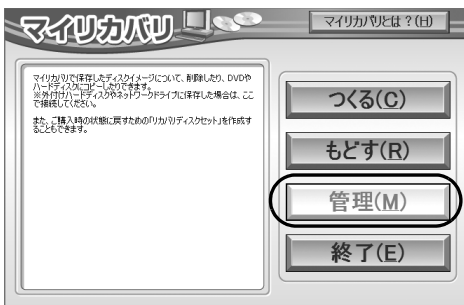 マイリカバリ
マイリカバリとは？(H)
マイリカバリで保存したディスクイメージについて、削除したり、DVDや
ハードディスクにコピーしたりできます。
※外付けハードディスクやネットワークドライブに保存した場合は、ここ
で接続してください。
また、ご購入時の状態に戻すための「リカバリディスクセット」を作成す
ることもできます。
つくる(C)
もどす(R)
管理(M)
終了(E)